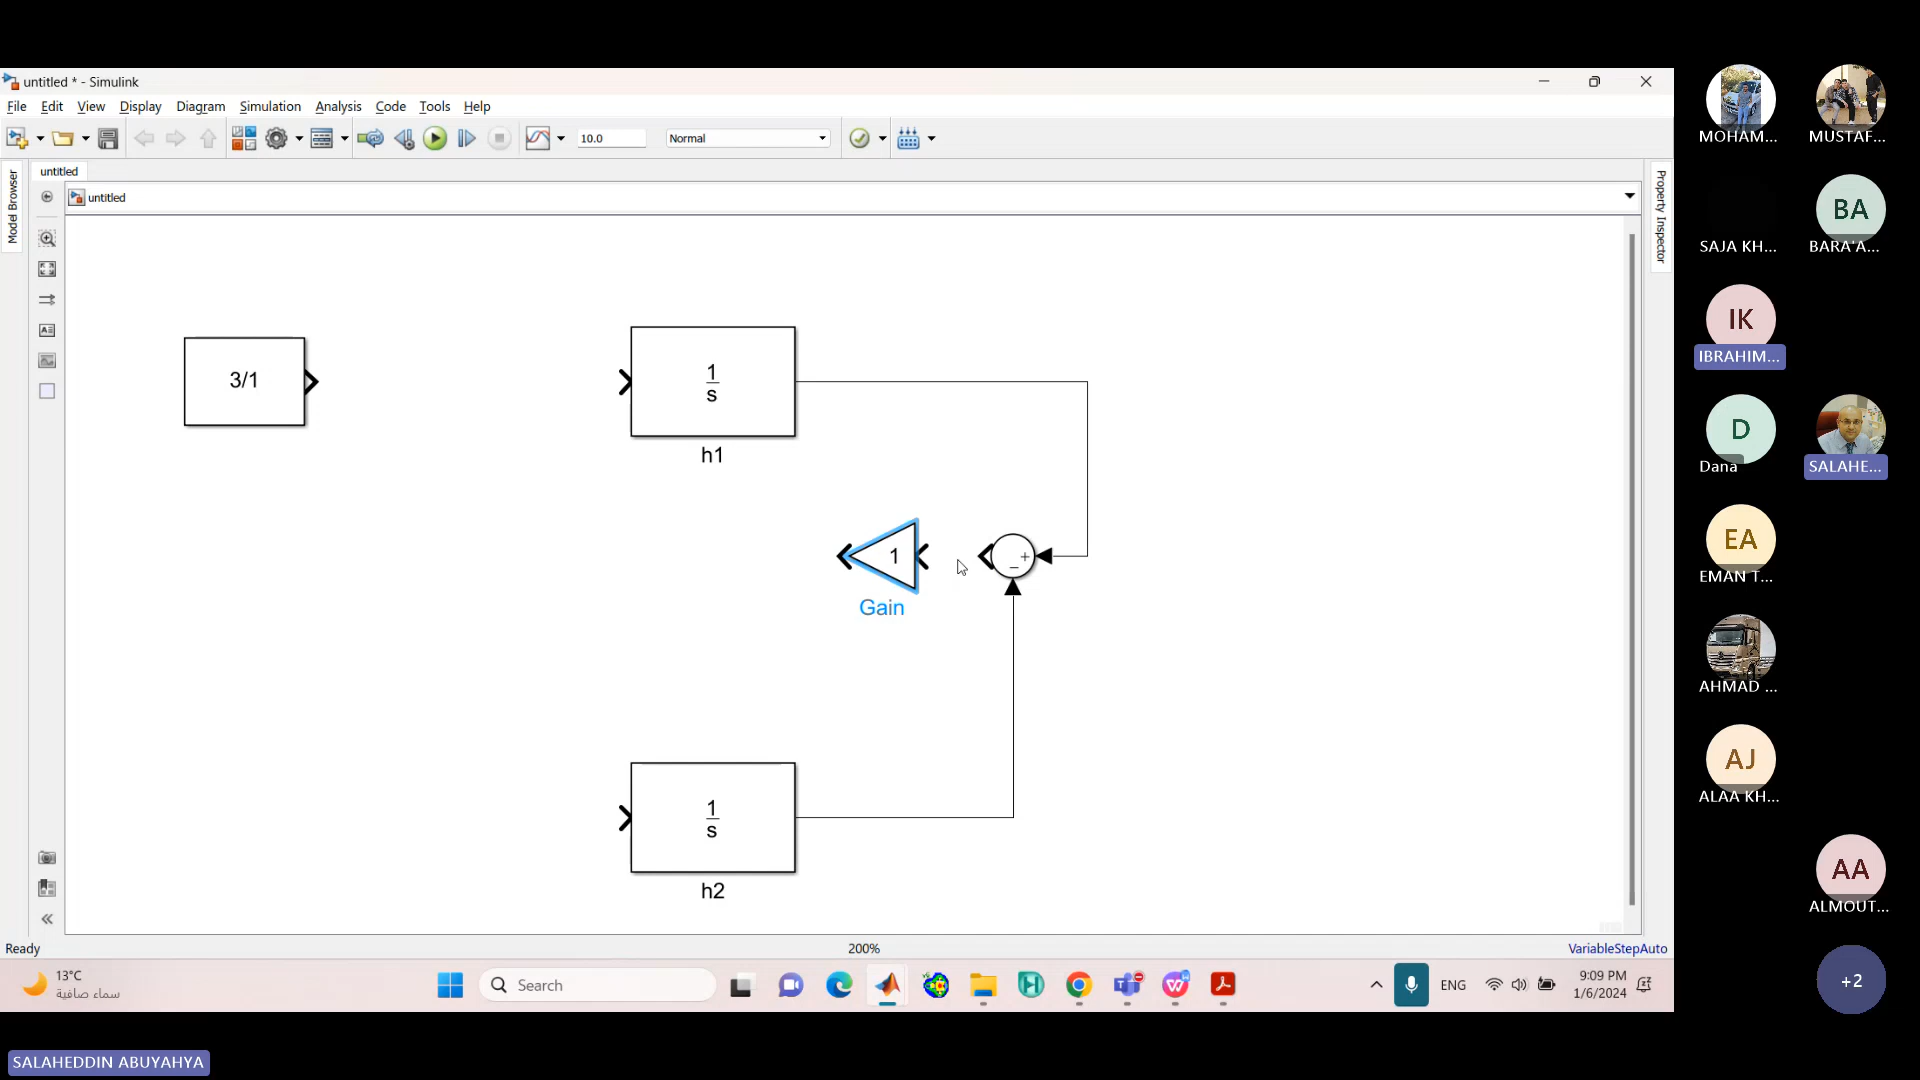 untitled * - Simulink
File Edit View Display Diagram Simulation Analysis Code Tools Help
10.0 Normal
Model Browser
untitled
untitled
Property Inspector
3/1
1
s
h1
1
+
−
Gain
1
s
h2
Ready 200% VariableStepAuto
13°C
سماء صافية
Search
ENG
9:09 PM
1/6/2024
MOHAM...
MUSTAF...
SAJA KH...
BA
BARA'A...
IK
IBRAHIM...
D
Dana
SALAHE...
EA
EMAN T...
AHMAD ...
AJ
ALAA KH...
AA
ALMOUT...
+2
SALAHEDDIN ABUYAHYA